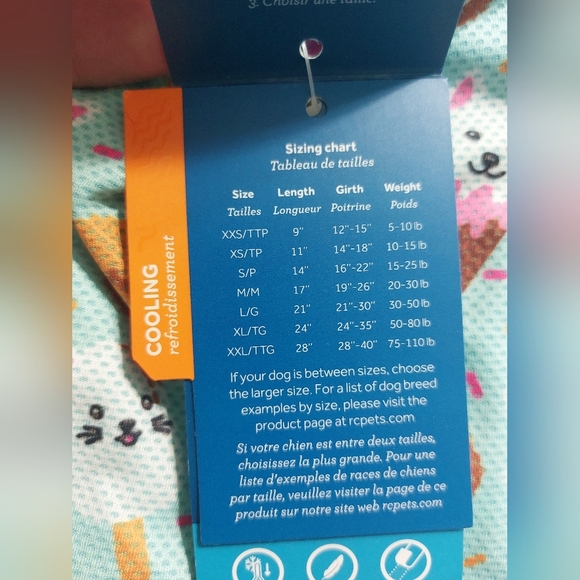 3. Choisir une taille.
Sizing chart
Tableau de tailles
Size Length Girth Weight
Tailles Longueur Poitrine Poids
XXS/TTP 9" 12"-15" 5-10 lb
XS/TP 11" 14"-18" 10-15 lb
S/P 14" 16"-22" 15-25 lb
M/M 17" 19"-26" 20-30 lb
L/G 21" 21"-30" 30-50 lb
XL/TG 24" 24"-35" 50-80 lb
XXL/TTG 28" 28"-40" 75-110 lb
COOLING
refroidissement
If your dog is between sizes, choose
the larger size. For a list of dog breed
examples by size, please visit the
product page at rcpets.com
Si votre chien est entre deux tailles,
choisissez la plus grande. Pour une
liste d'exemples de races de chiens
par taille, veuillez visiter la page de ce
produit sur notre site web rcpets.com